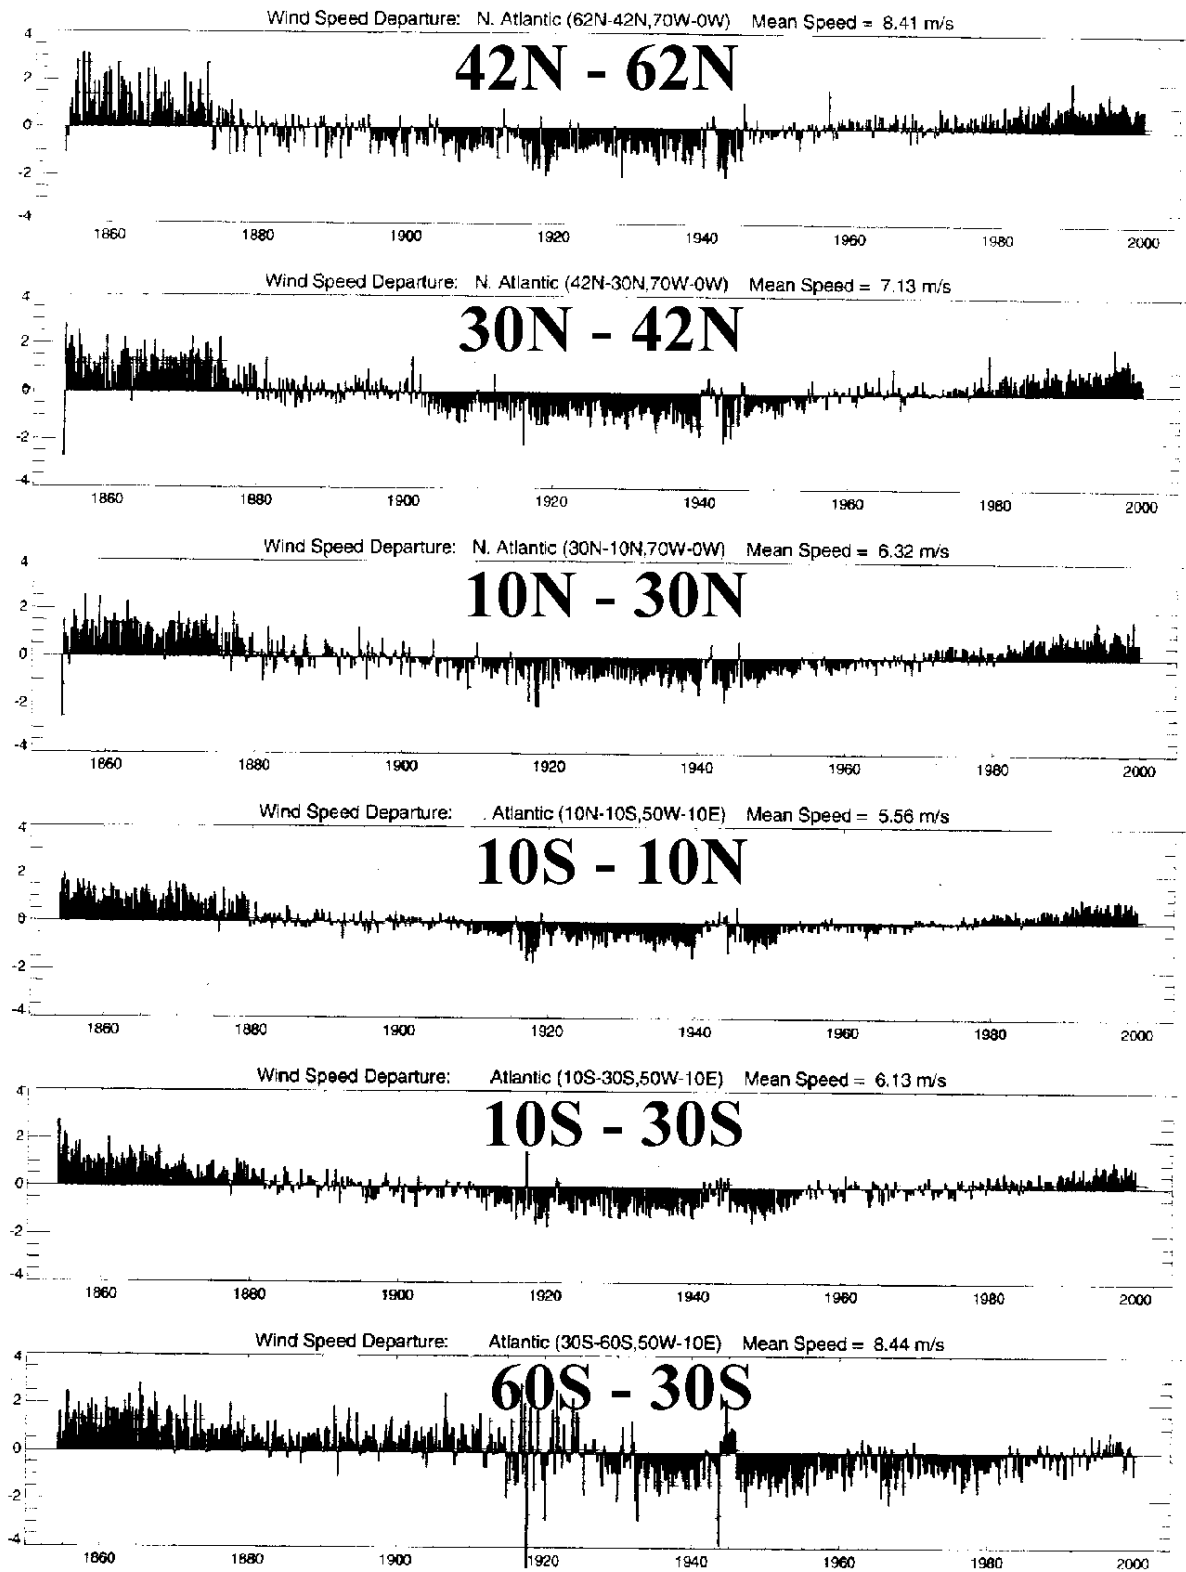 Wind Speed Departure: N. Atlantic (62N-42N,70W-0W) Mean Speed = 8.41 m/s
42N - 62N
4
2
0
-2
-4
1860 1880 1900 1920 1940 1960 1980 2000
Wind Speed Departure: N. Atlantic (42N-30N,70W-0W) Mean Speed = 7.13 m/s
30N - 42N
4
2
0
-2
-4
1860 1880 1900 1920 1940 1960 1980 2000
Wind Speed Departure: N. Atlantic (30N-10N,70W-0W) Mean Speed = 6.32 m/s
10N - 30N
4
2
0
-2
-4
1860 1880 1900 1920 1940 1960 1980 2000
Wind Speed Departure: . Atlantic (10N-10S,50W-10E) Mean Speed = 5.56 m/s
10S - 10N
4
2
0
-2
-4
1860 1880 1900 1920 1940 1960 1980 2000
Wind Speed Departure: Atlantic (10S-30S,50W-10E) Mean Speed = 6.13 m/s
10S - 30S
4
2
0
-2
-4
1860 1880 1900 1920 1940 1960 1980 2000
Wind Speed Departure: Atlantic (30S-60S,50W-10E) Mean Speed = 8.44 m/s
60S - 30S
4
2
0
-2
-4
1860 1880 1900 1920 1940 1960 1980 2000